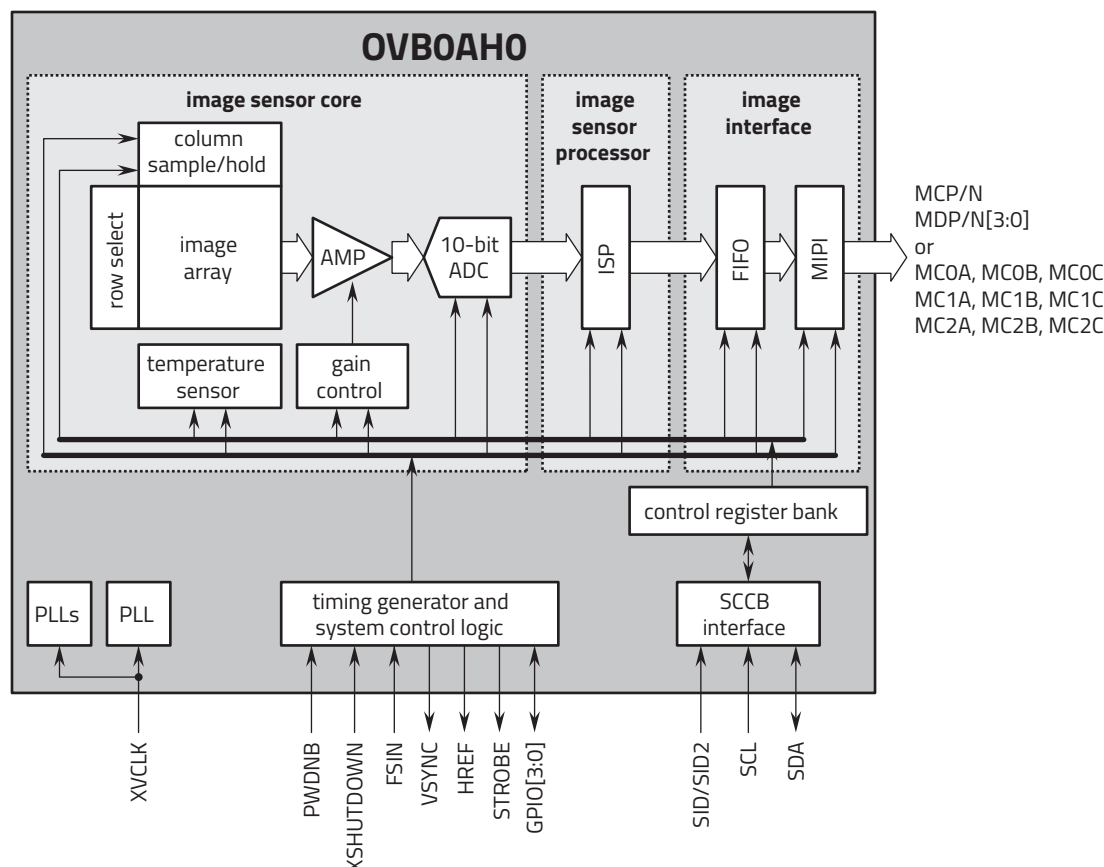 OVB0AH0
image sensor core
image
sensor
processor
image
interface
column
sample/hold
row select
image
array
AMP
10-bit
ADC
ISP
FIFO
MIPI
MCP/N
MDP/N[3:0]
or
MC0A, MC0B, MC0C
MC1A, MC1B, MC1C
MC2A, MC2B, MC2C
temperature
sensor
gain
control
control register bank
PLLs
PLL
timing generator and
system control logic
SCCB
interface
XVCLK
PWDNB
XSHUTDOWN
FSIN
VSYNC
HREF
STROBE
GPIO[3:0]
SID/SID2
SCL
SDA